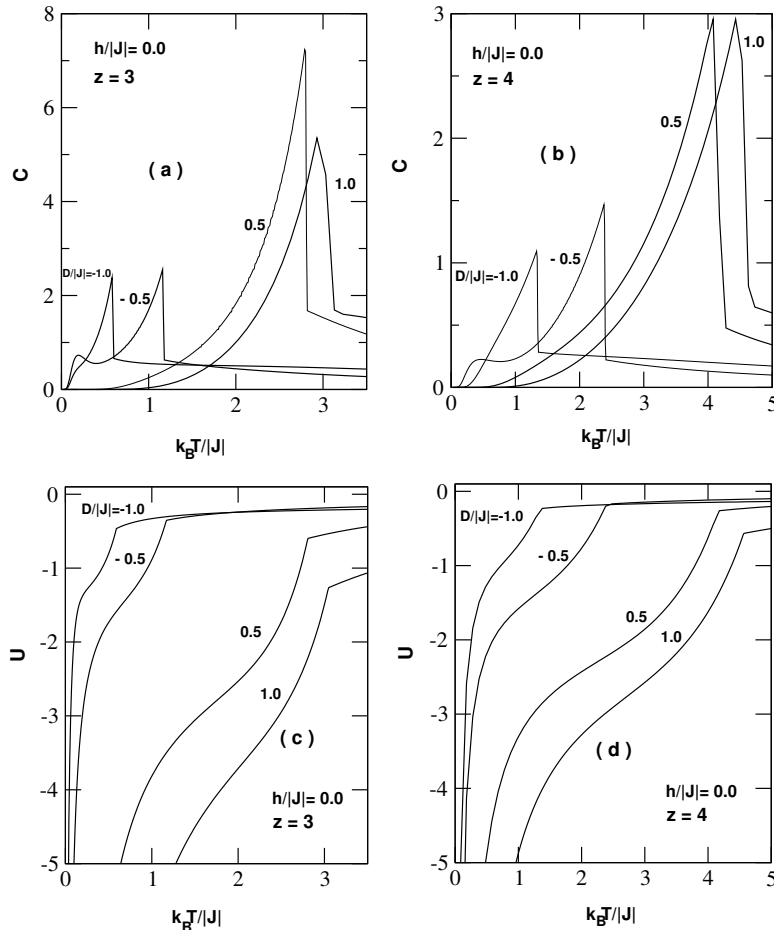 8
6
4
2
0
C
h/|J|= 0.0
z = 3
( a )
D/|J|=-1.0
- 0.5
0.5
1.0
0
1
2
3
k_BT/|J|
3
2
1
0
C
h/|J|=0.0
z = 4
( b )
D/|J|=-1.0
- 0.5
0.5
1.0
0
1
2
3
4
5
k_BT/|J|
0
-1
-2
-3
-4
-5
U
D/|J|=-1.0
- 0.5
0.5
1.0
( c )
h/|J|= 0.0
z = 3
0
1
2
3
k_BT/|J|
0
-1
-2
-3
-4
-5
U
D/|J|=-1.0
- 0.5
0.5
1.0
( d )
h/|J|=0.0
z = 4
0
1
2
3
4
5
k_BT/|J|